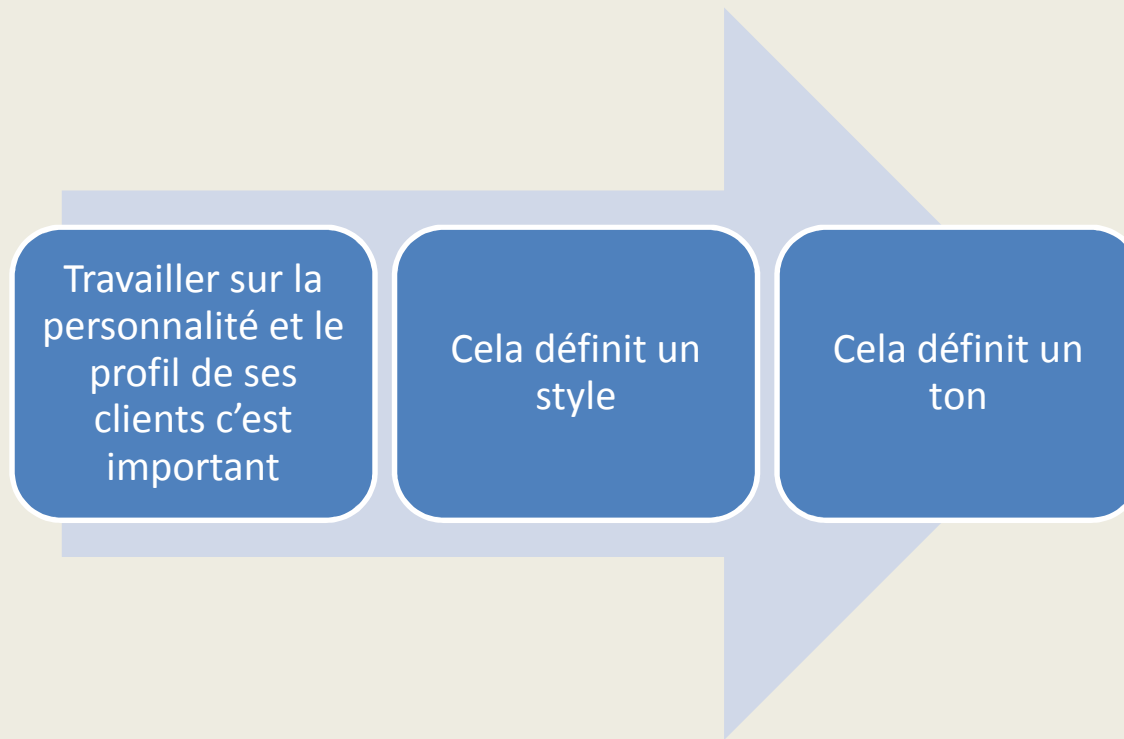 Travailler sur la
personnalité et le
profil de ses
clients c’est
important
Cela définit un
style
Cela définit un
ton